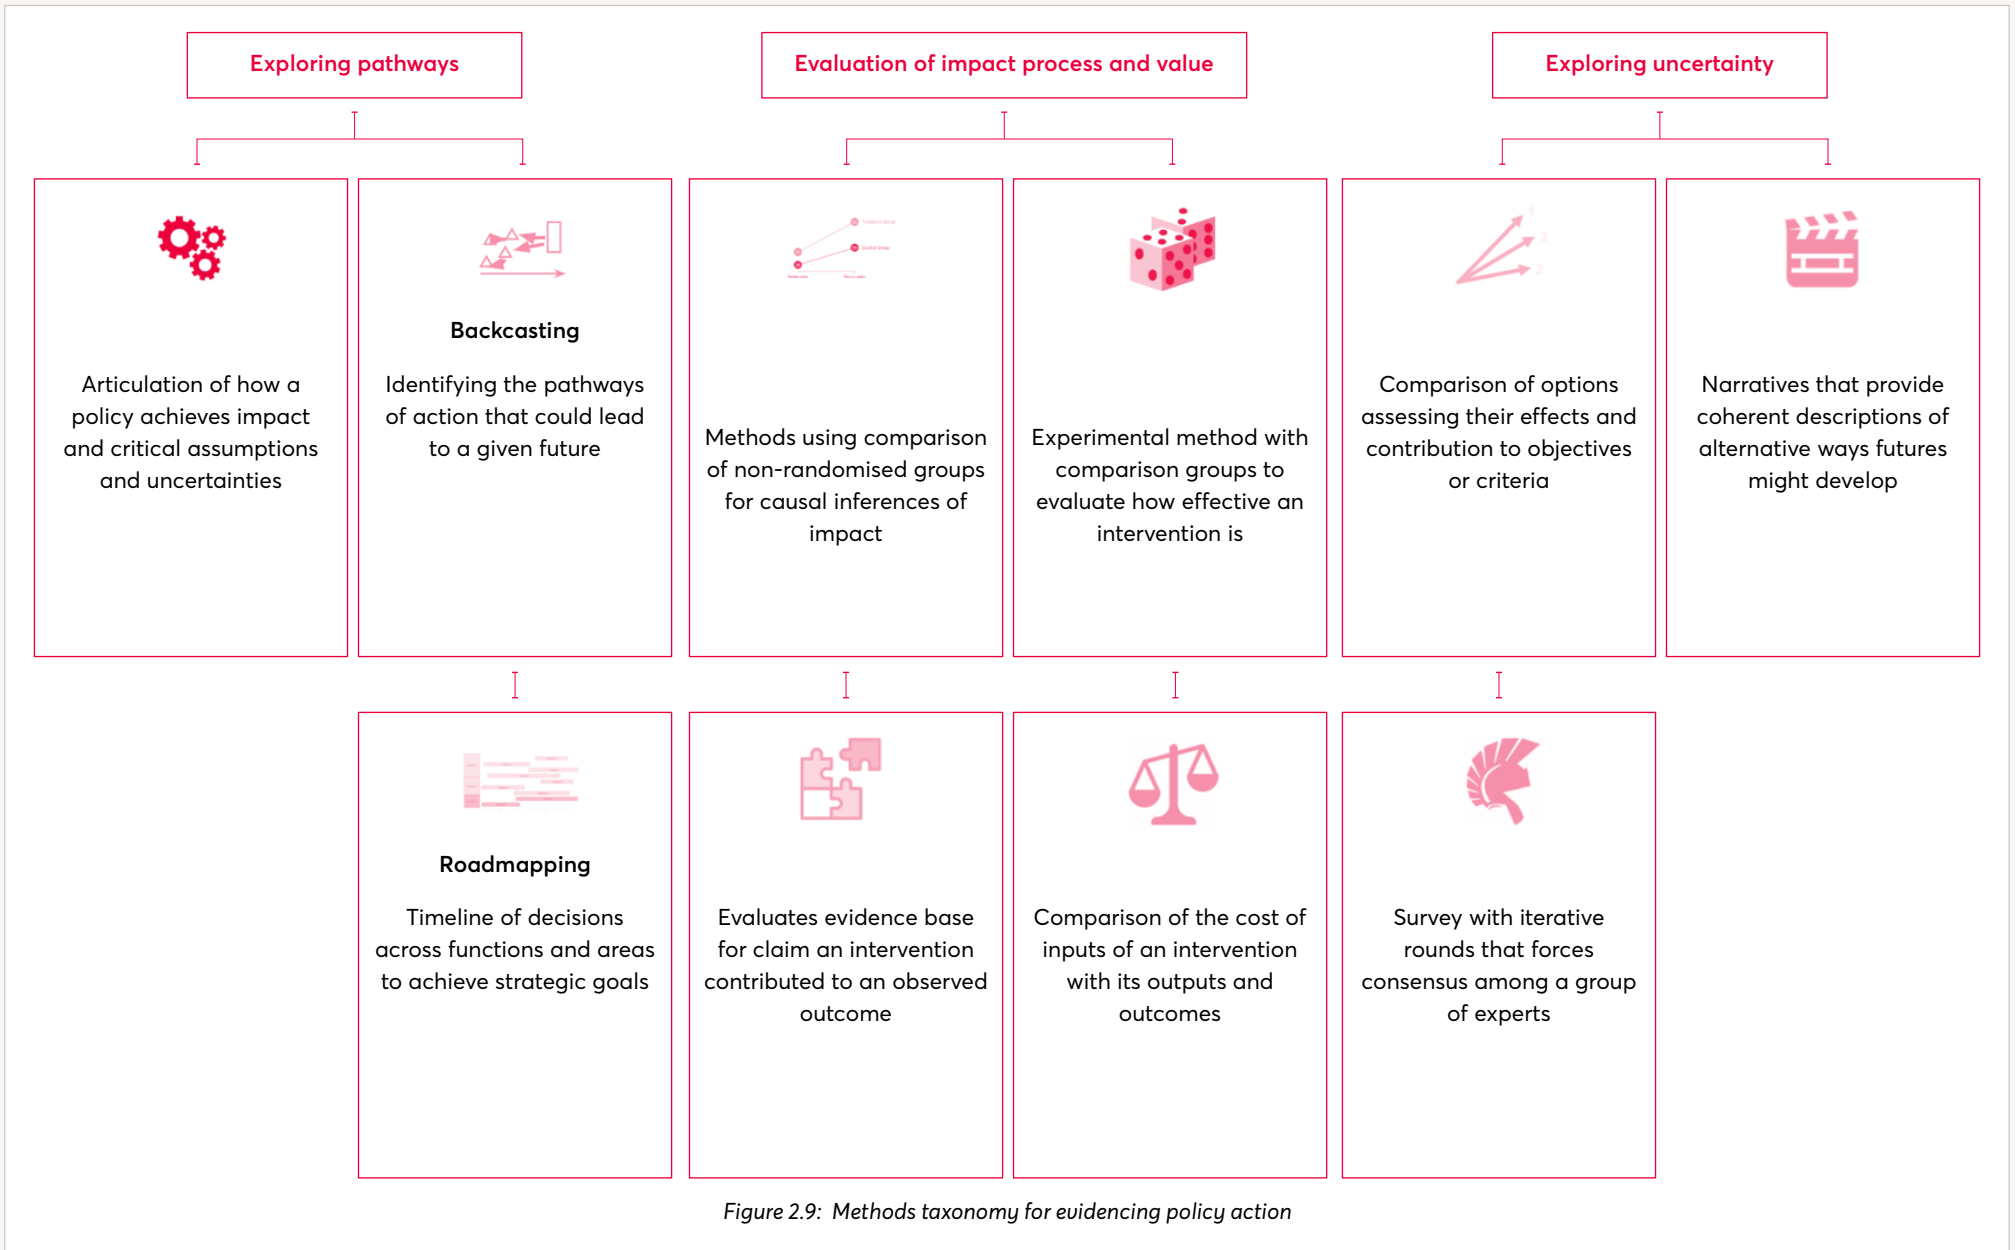 Exploring pathways
Evaluation of impact process and value
Exploring uncertainty
Articulation of how a
policy achieves impact
and critical assumptions
and uncertainties
Backcasting
Identifying the pathways
of action that could lead
to a given future
Methods using comparison
of non-randomised groups
for causal inferences of
impact
Experimental method with
comparison groups to
evaluate how effective an
intervention is
1
3
2
Comparison of options
assessing their effects and
contribution to objectives
or criteria
Narratives that provide
coherent descriptions of
alternative ways futures
might develop
Roadmapping
Timeline of decisions
across functions and areas
to achieve strategic goals
Evaluates evidence base
for claim an intervention
contributed to an observed
outcome
Comparison of the cost of
inputs of an intervention
with its outputs and
outcomes
Survey with iterative
rounds that forces
consensus among a group
of experts
Figure 2.9: Methods taxonomy for evidencing policy action